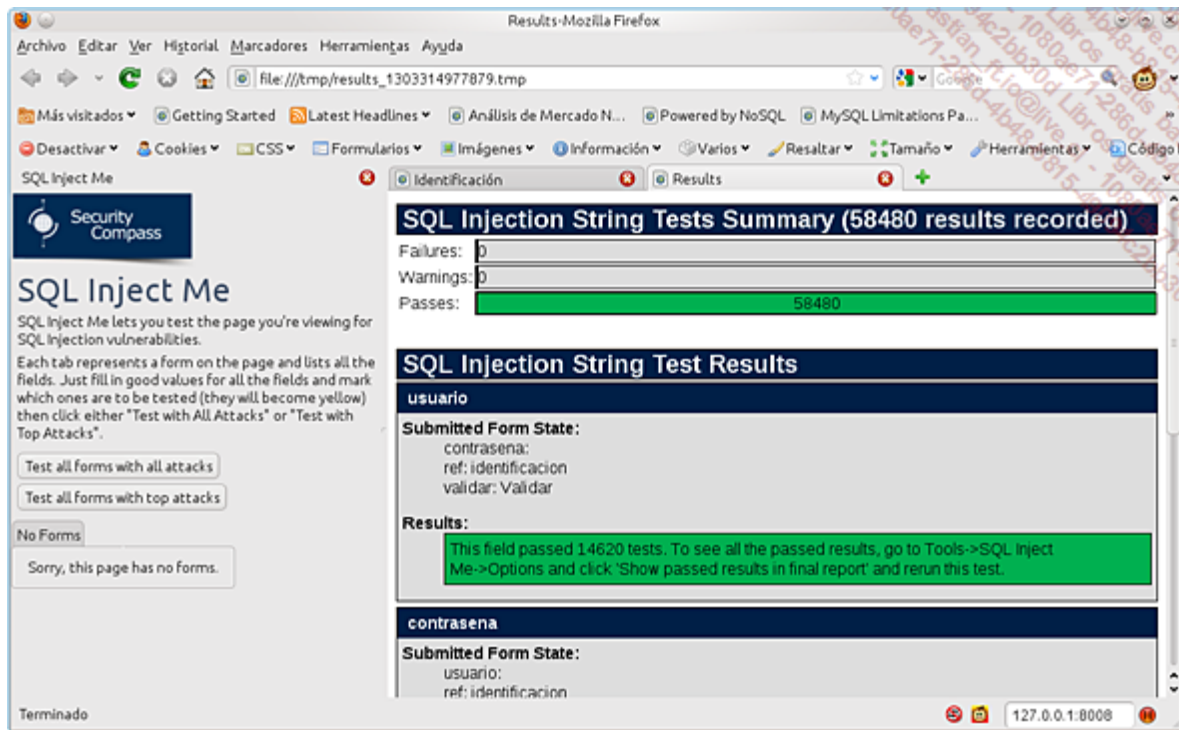 Results-Mozilla Firefox
Archivo Editar Ver Historial Marcadores Herramientas Ayuda
file:///tmp/results_1303314977879.tmp
Más visitados Getting Started Latest Headlines Análisis de Mercado N... Powered by NoSQL MySQL Limitations Pa...
Desactivar Cookies CSS Formularios Imágenes Información Varios Resaltar Tamaño Herramientas Código
SQL Inject Me
Identificación
Results
Security
Compass
SQL Inject Me
SQL Inject Me lets you test the page you're viewing for
SQL Injection vulnerabilities.
Each tab represents a form on the page and lists all the
fields. Just fill in good values for all the fields and mark
which ones are to be tested (they will become yellow)
then click either "Test with All Attacks" or "Test with
Top Attacks".
Test all forms with all attacks
Test all forms with top attacks
No Forms
Sorry, this page has no forms.
SQL Injection String Tests Summary (58480 results recorded)
Failures: 0
Warnings: 0
Passes: 58480
SQL Injection String Test Results
usuario
Submitted Form State:
contrasena:
ref: identificacion
validar: Validar
Results:
This field passed 14620 tests. To see all the passed results, go to Tools->SQL Inject
Me->Options and click 'Show passed results in final report' and rerun this test.
contrasena
Submitted Form State:
usuario:
ref: identificacion
Terminado
127.0.0.1:8008